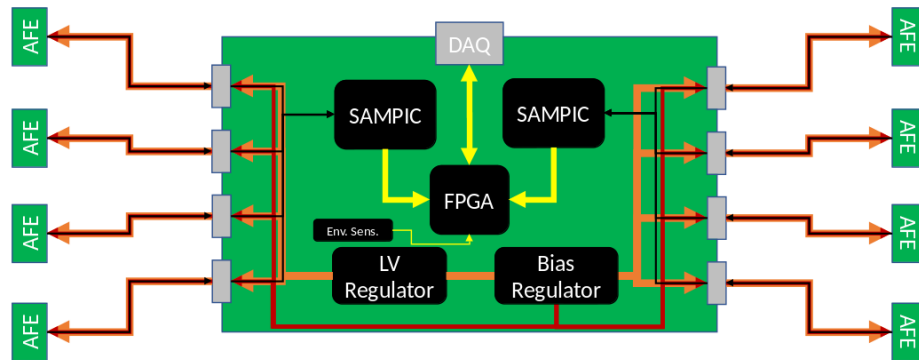 AFE
AFE
DAQ
SAMPIC
SAMPIC
AFE
AFE
FPGA
AFE
AFE
Env. Sens.
LV
Regulator
Bias
Regulator
AFE
AFE